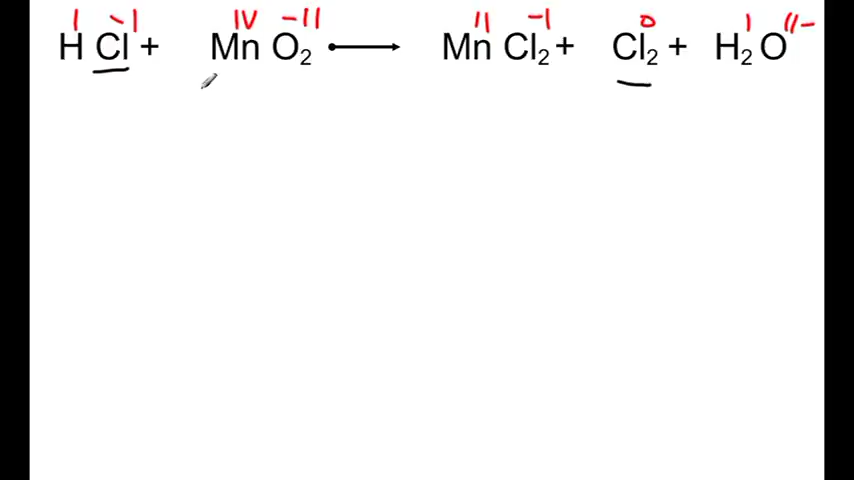 I -I IV -II II -I 0 I II-
H Cl + Mn O2 → Mn Cl2 + Cl2 + H2 O